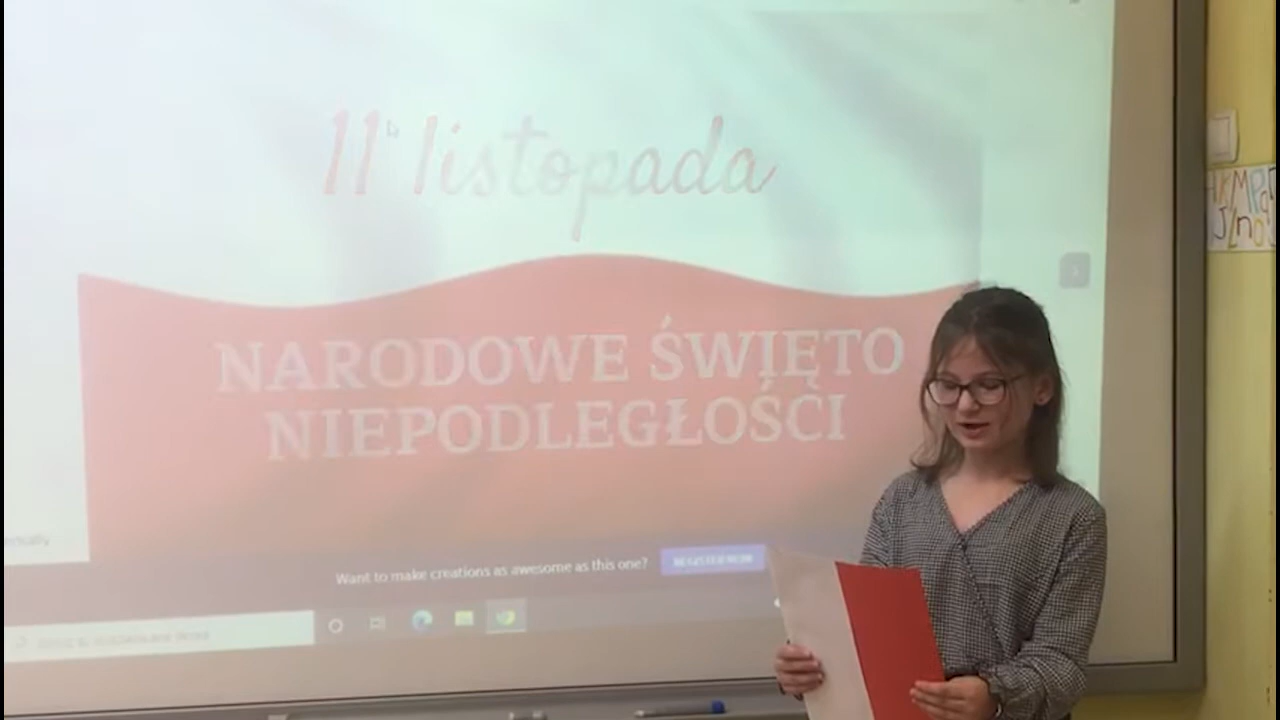 11 listopada
NARODOWE ŚWIĘTO
NIEPODLEGŁOŚCI
Want to make creations as awesome as this one?